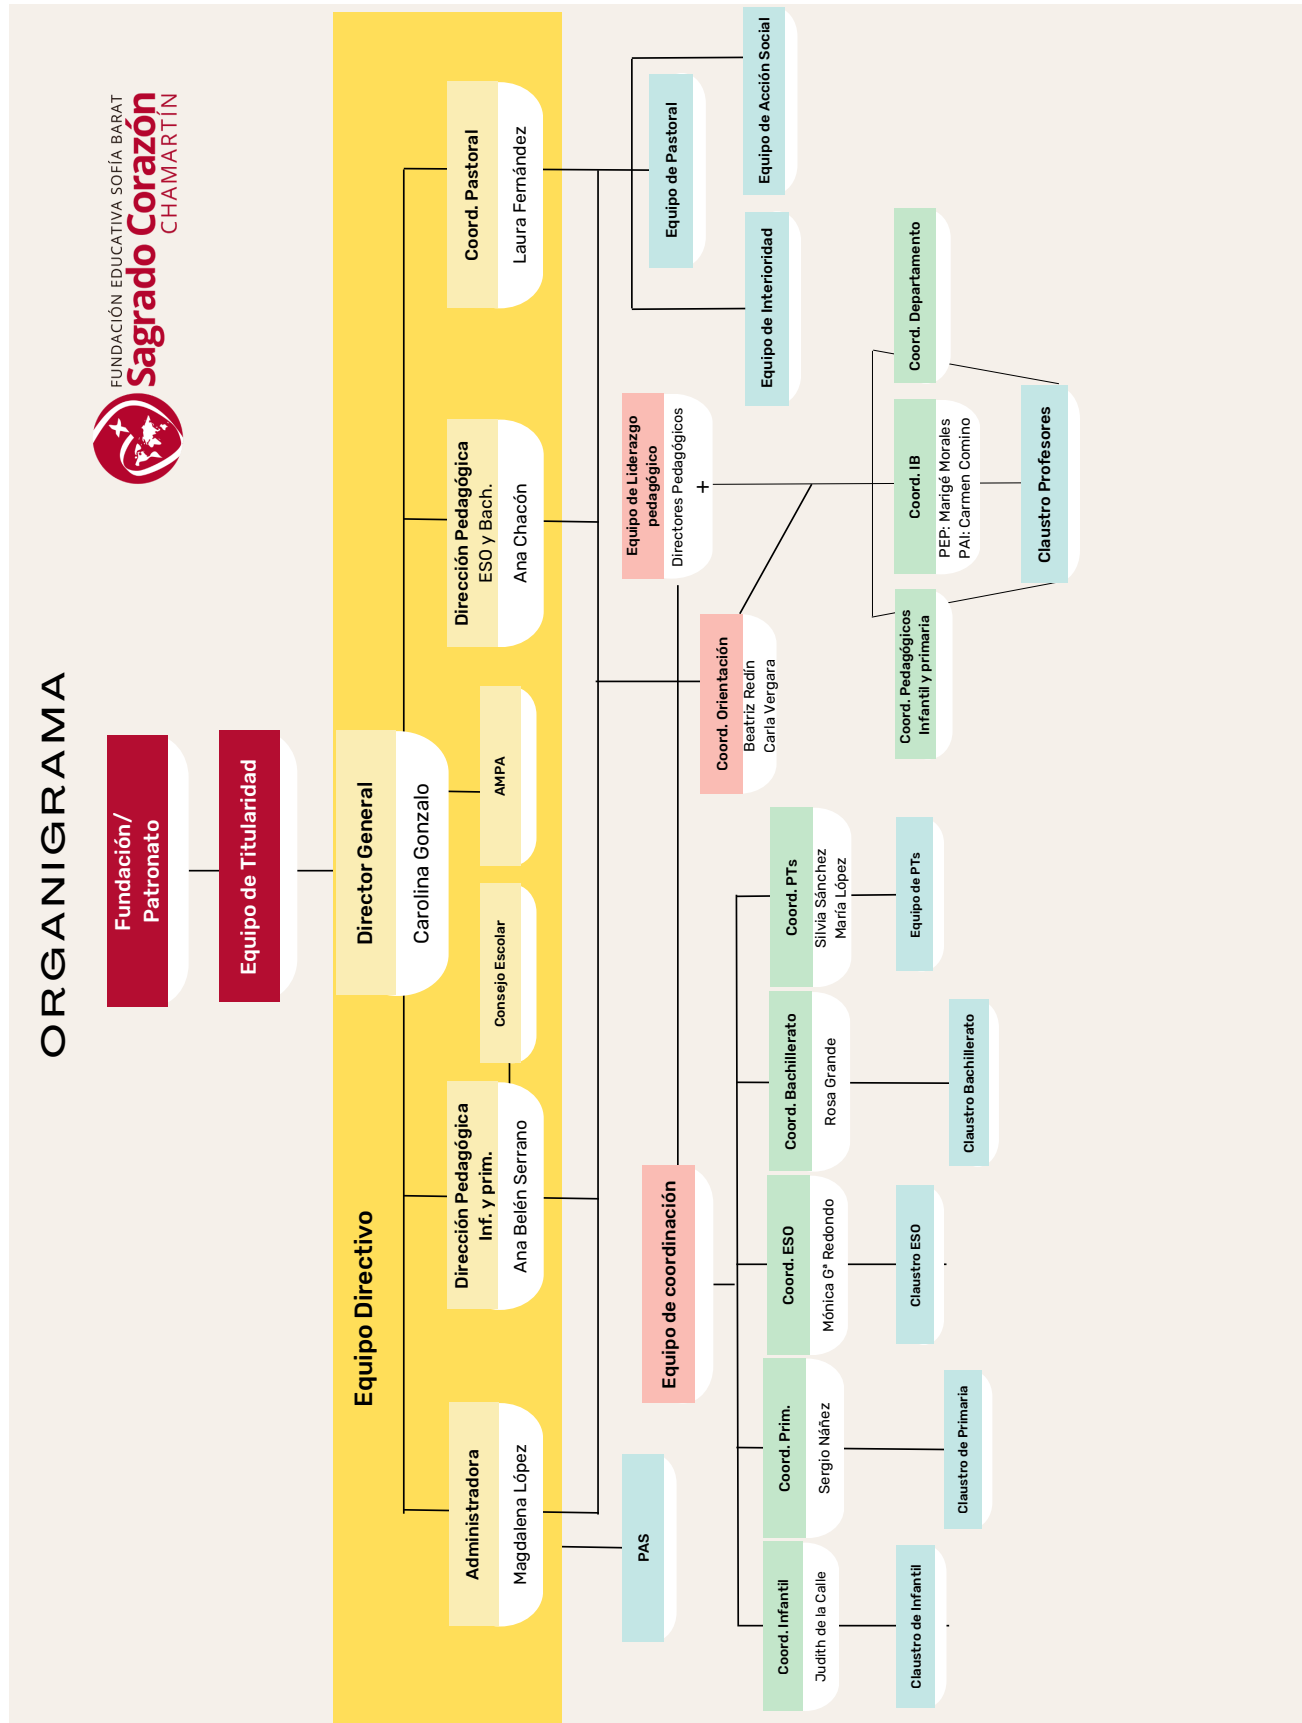 ORGANIGRAMA
FUNDACIÓN EDUCATIVA SOFÍA BARAT
Sagrado Corazón
CHAMARTÍN
Fundación/
Patronato
Equipo de Titularidad
Equipo Directivo
Director General
Carolina Gonzalo
Administradora
Magdalena López
Dirección Pedagógica
Inf. y prim.
Ana Belén Serrano
Consejo Escolar
AMPA
Dirección Pedagógica
ESO y Bach.
Ana Chacón
Coord. Pastoral
Laura Fernández
PAS
Equipo de coordinación
Coord. Orientación
Beatriz Redín
Carla Vergara
Equipo de Liderazgo
pedagógico
Directores Pedagógicos
+
Equipo de Pastoral
Equipo de Interioridad
Equipo de Acción Social
Coord. Infantil
Judith de la Calle
Coord. Prim.
Sergio Náñez
Coord. ESO
Mónica Gª Redondo
Coord. Bachillerato
Rosa Grande
Coord. PTs
Silvia Sánchez
María López
Coord. Pedagógicos
Infantil y primaria
Coord. IB
PEP: Marigé Morales
PAI: Carmen Comino
Coord. Departamento
Claustro de Infantil
Claustro de Primaria
Claustro ESO
Claustro Bachillerato
Equipo de PTs
Claustro Profesores